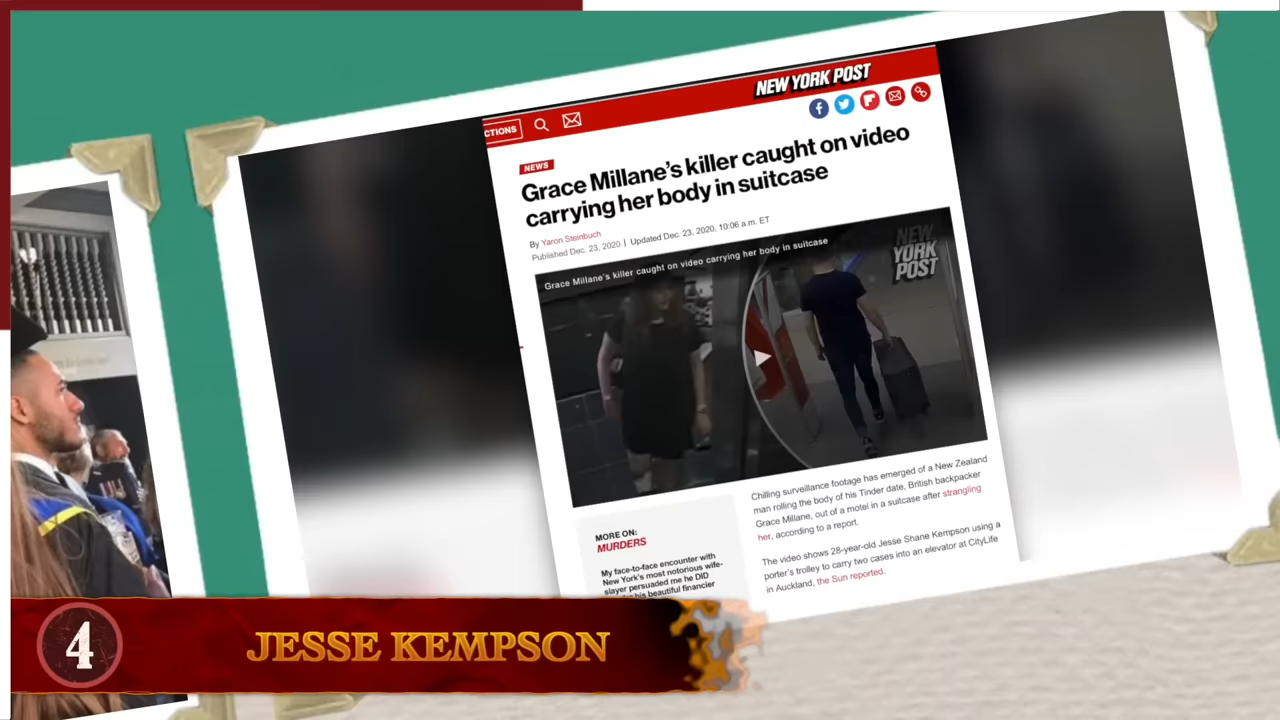 NEW YORK POST
CTIONS
NEWS
Grace Millane's killer caught on video
carrying her body in suitcase
By Yaron Steinbuch
Published Dec. 23, 2020 | Updated Dec. 23, 2020, 10:06 a.m. ET
Grace Millane's killer caught on video carrying her body in suitcase
NEW
YORK
POST
Chilling surveillance footage has emerged of a New Zealand
man rolling the body of his Tinder date, British backpacker
Grace Millane, out of a motel in a suitcase after strangling
her, according to a report.
The video shows 28-year-old Jesse Shane Kempson using a
porter's trolley to carry two cases into an elevator at CityLife
in Auckland, the Sun reported.
MORE ON:
MURDERS
My face-to-face encounter with
New York's most notorious wife-
slayer persuaded me he DID
his beautiful financier
4
JESSE KEMPSON